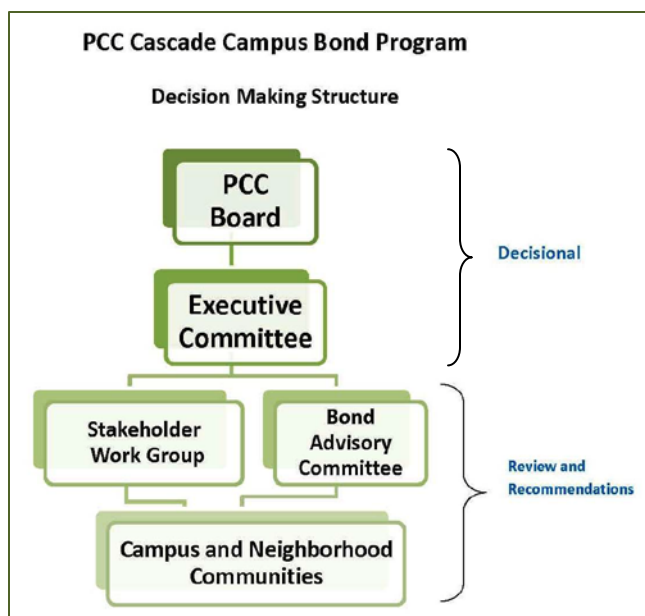 PCC Cascade Campus Bond Program
Decision Making Structure
PCC
Board
Decisional
Executive
Committee
Stakeholder
Work Group
Bond
Advisory
Committee
Review and
Recommendations
Campus and Neighborhood
Communities